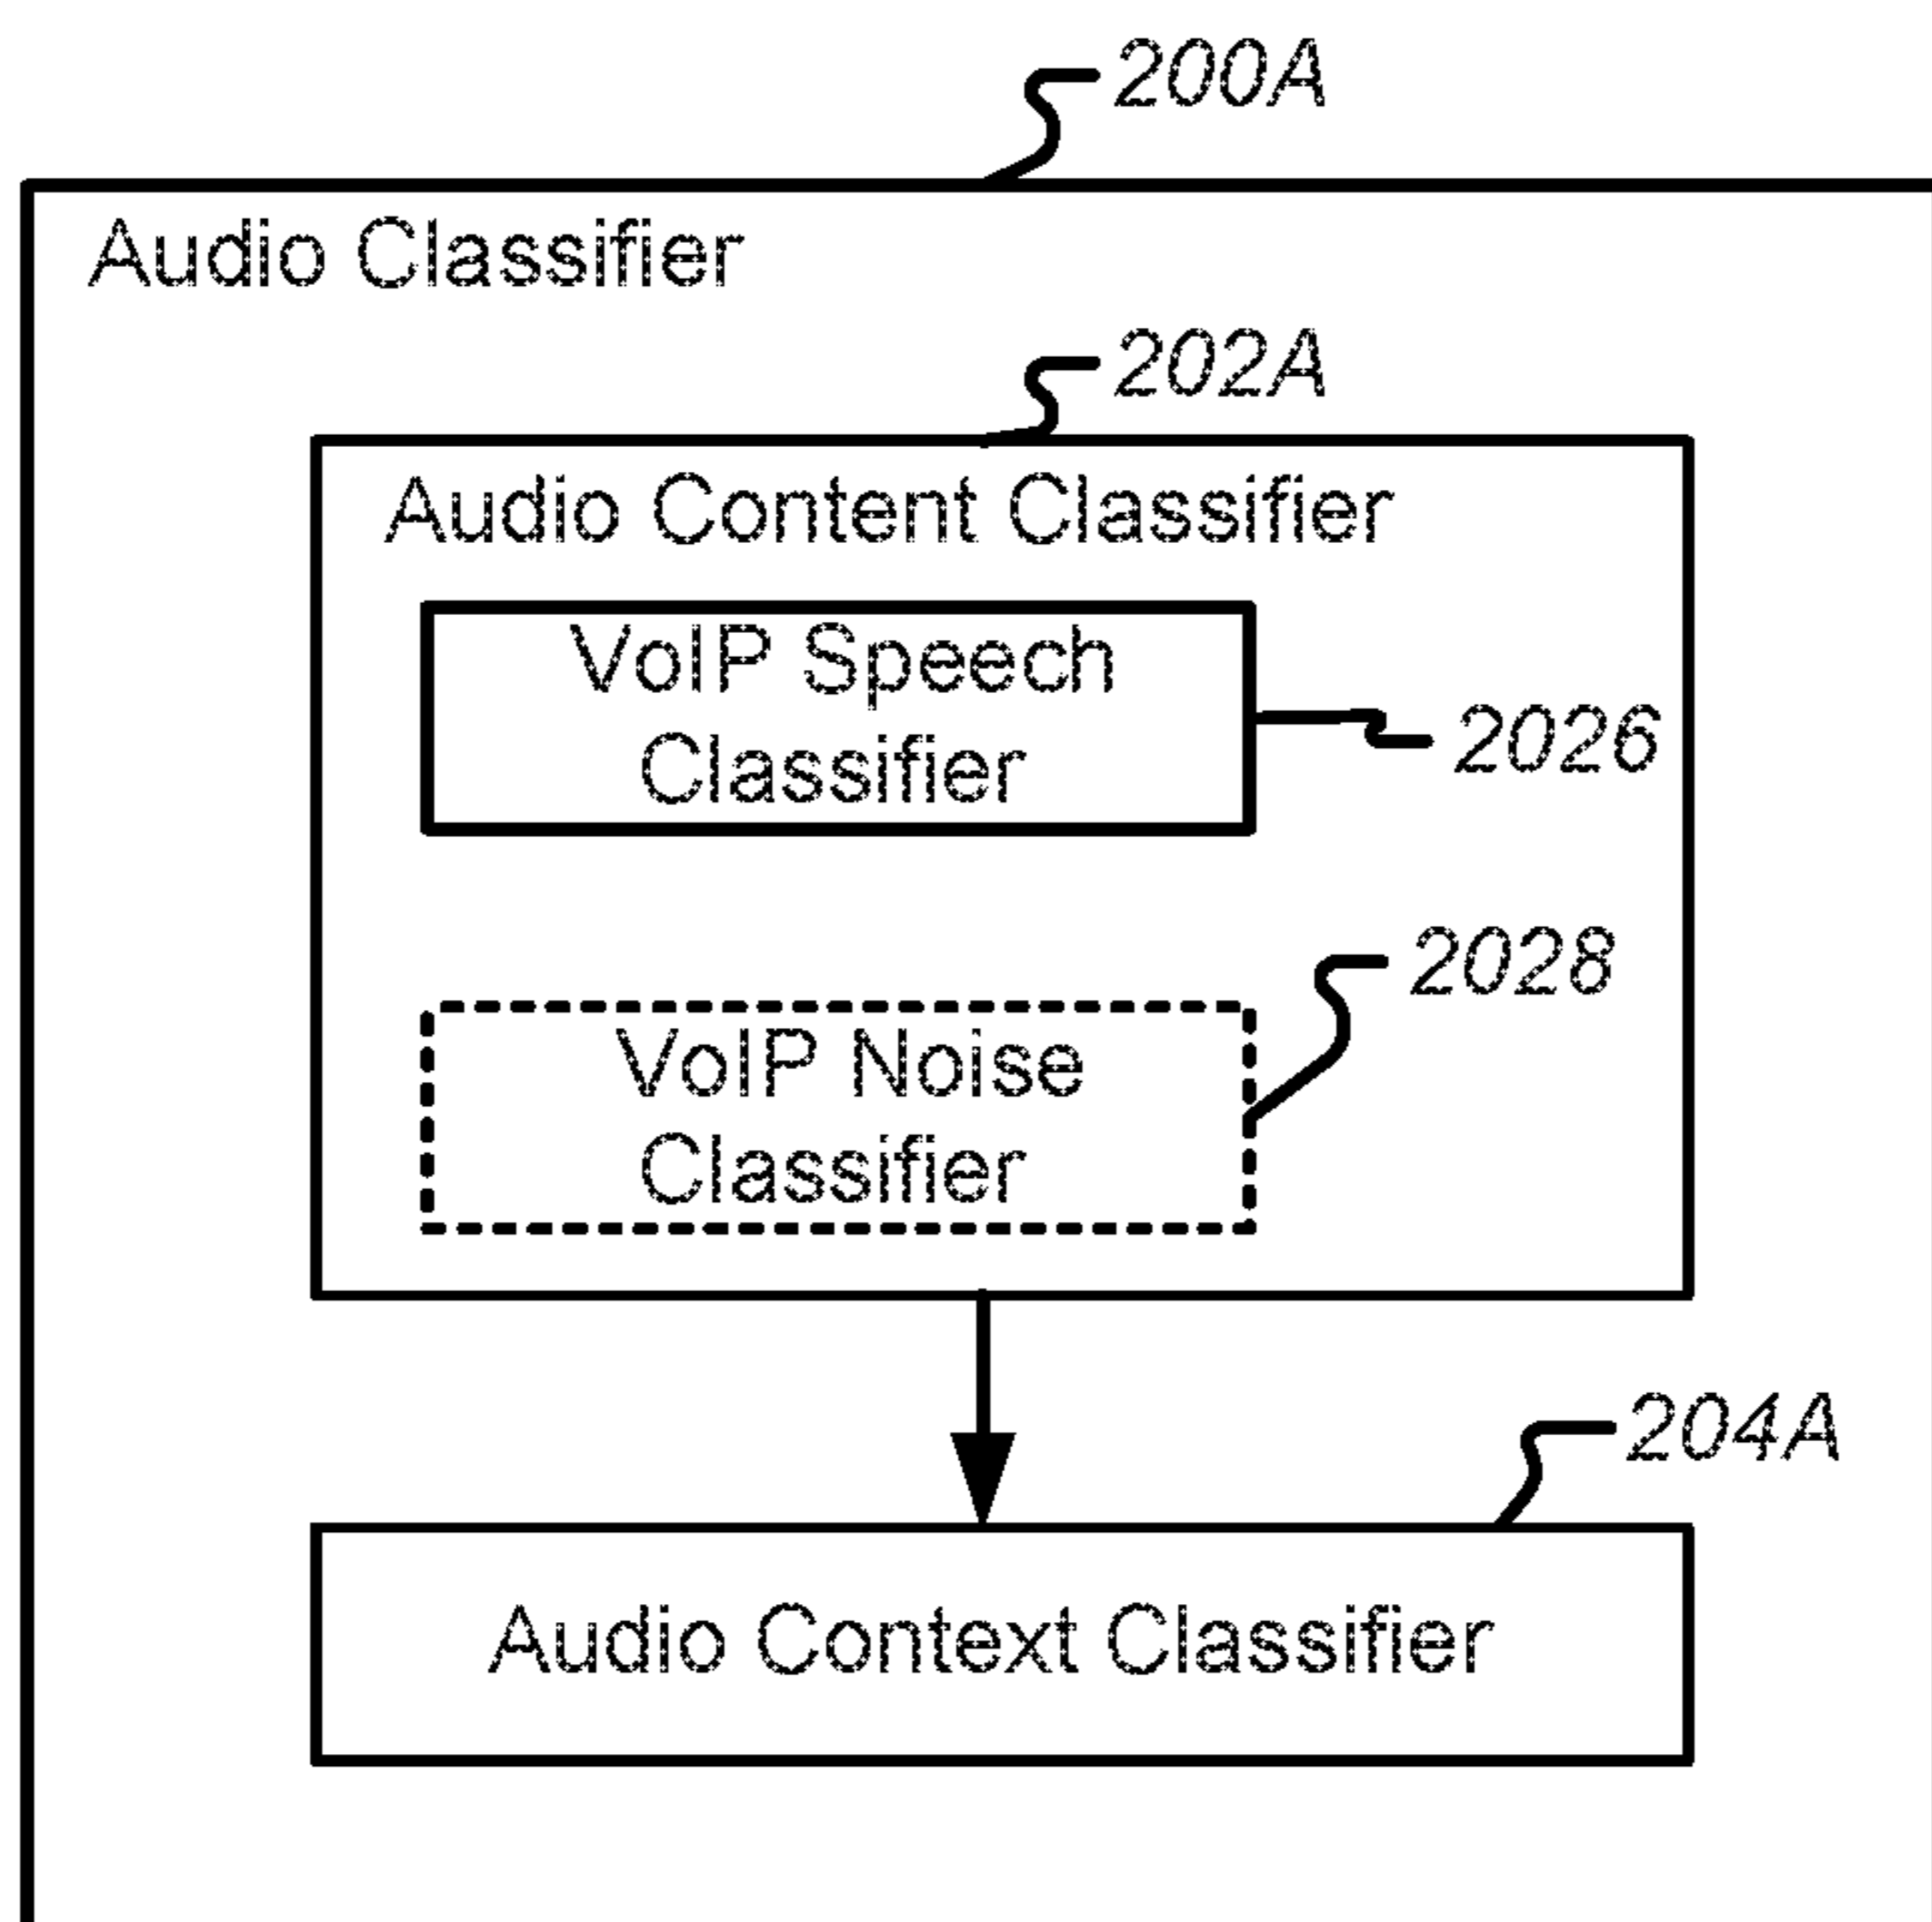 200A
Audio Classifier
202A
Audio Content Classifier
VoIP Speech
Classifier
2026
2028
VoIP Noise
Classifier
204A
Audio Context Classifier